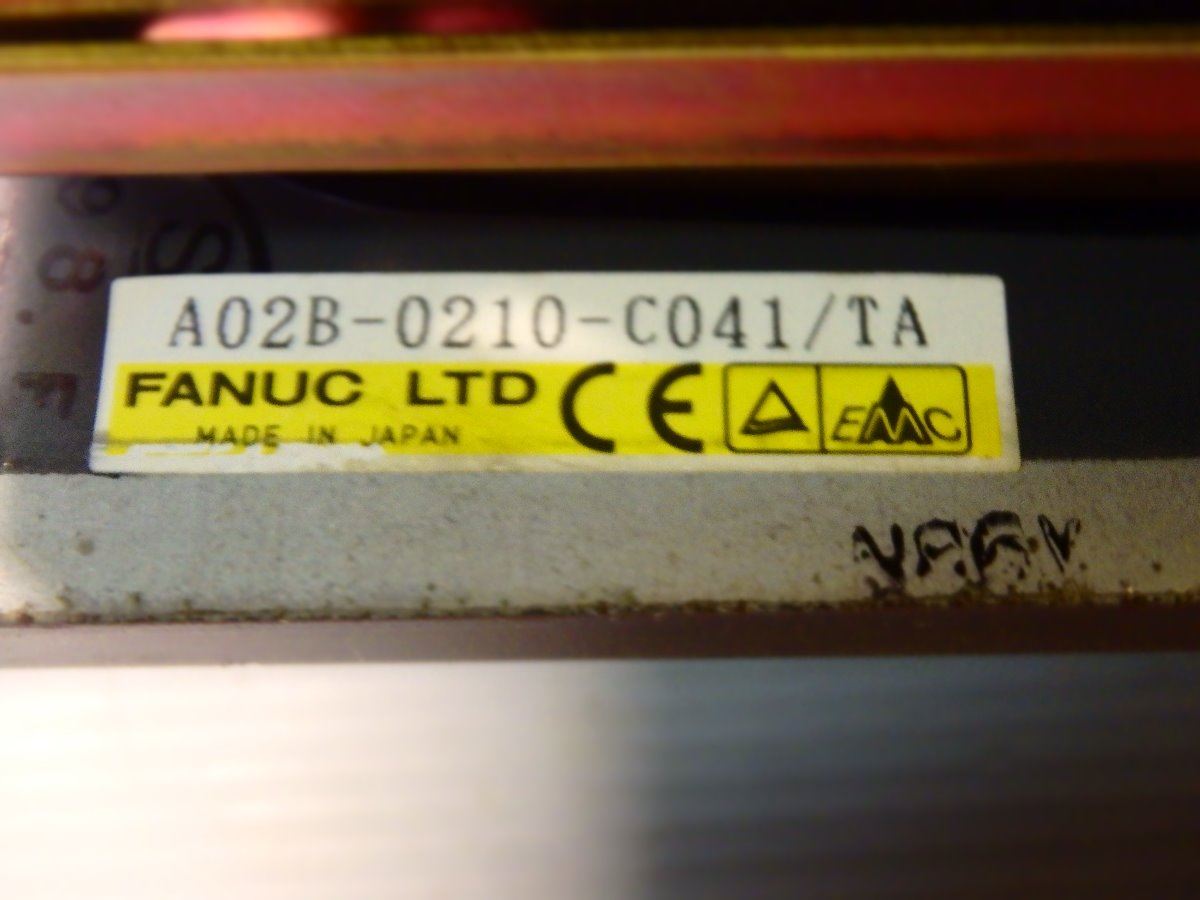 A02B-0210-C041/TA
FANUC LTD CE EMC
MADE IN JAPAN